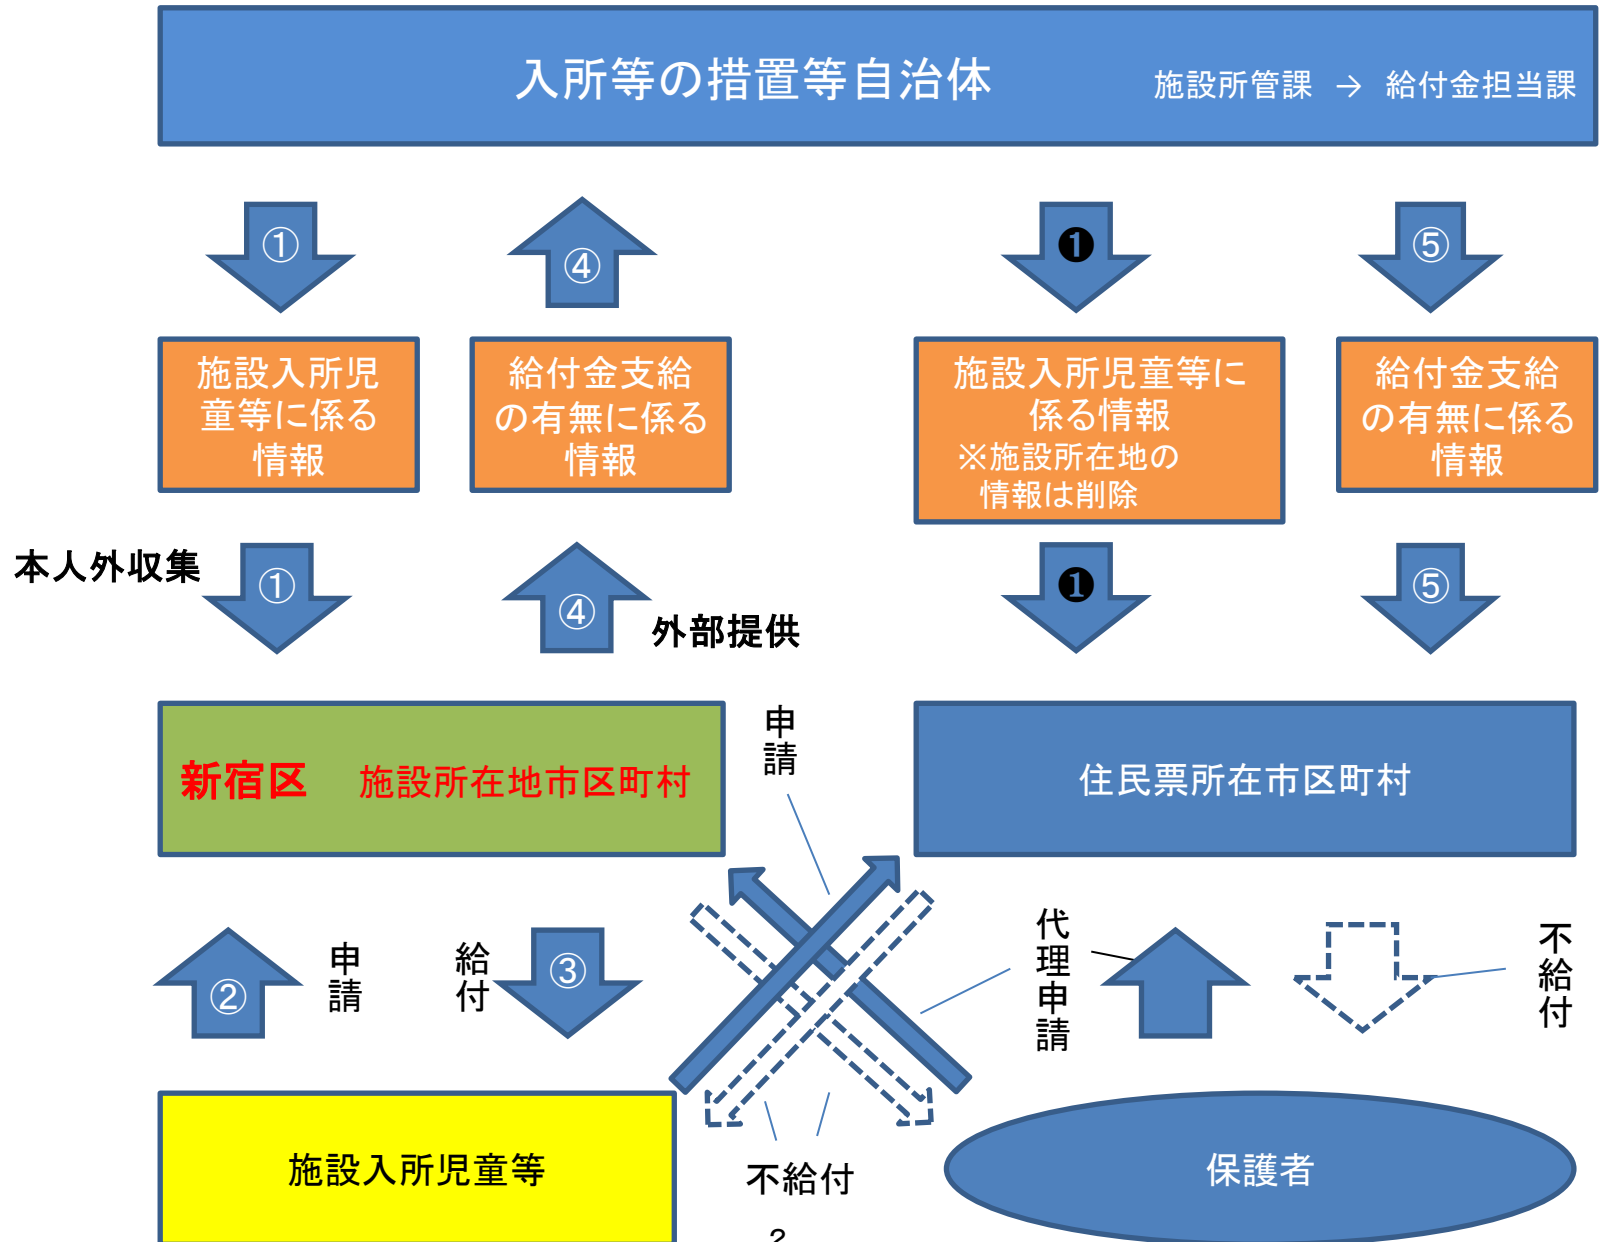 入所等の措置等自治体 施設所管課 → 給付金担当課
①
④
❶
⑤
施設入所児
童等に係る
情報
給付金支給
の有無に係る
情報
施設入所児童等に
係る情報
※施設所在地の
情報は削除
給付金支給
の有無に係る
情報
本人外収集
①
④
外部提供
❶
⑤
新宿区 施設所在地市区町村
申請
住民票所在市区町村
②
申請
給付
③
代理申請
不給付
施設入所児童等
不給付
保護者
2